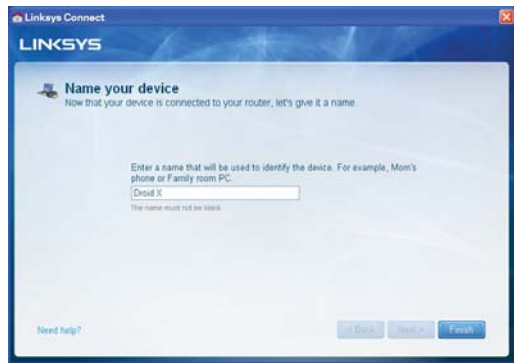 Linksys Connect
LINKSYS
Name your device
Now that your device is connected to your router, let's give it a name.
Enter a name that will be used to identify the device. For example, Mom's
phone or Family room PC.
Droid X
The name must not be blank.
Need help?
< Back
Next >
Finish